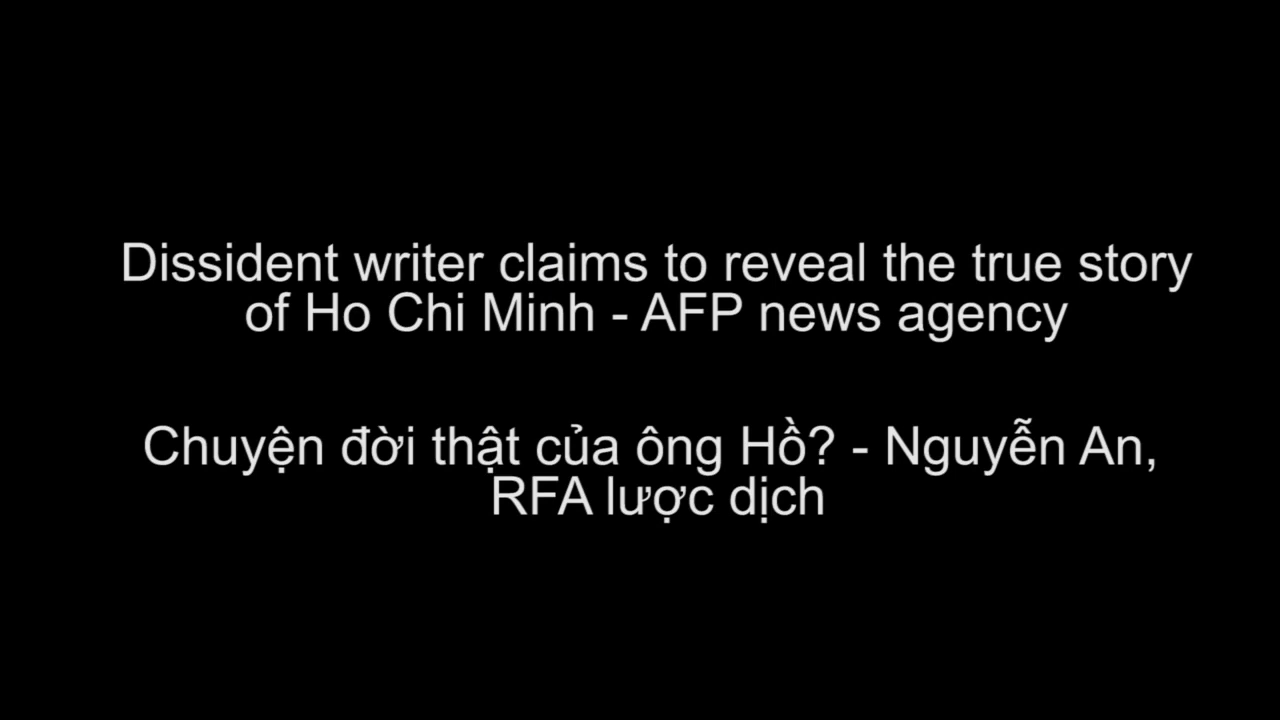 Dissident writer claims to reveal the true story
of Ho Chi Minh - AFP news agency
Chuyện đời thật của ông Hồ? - Nguyễn An,
RFA lược dịch